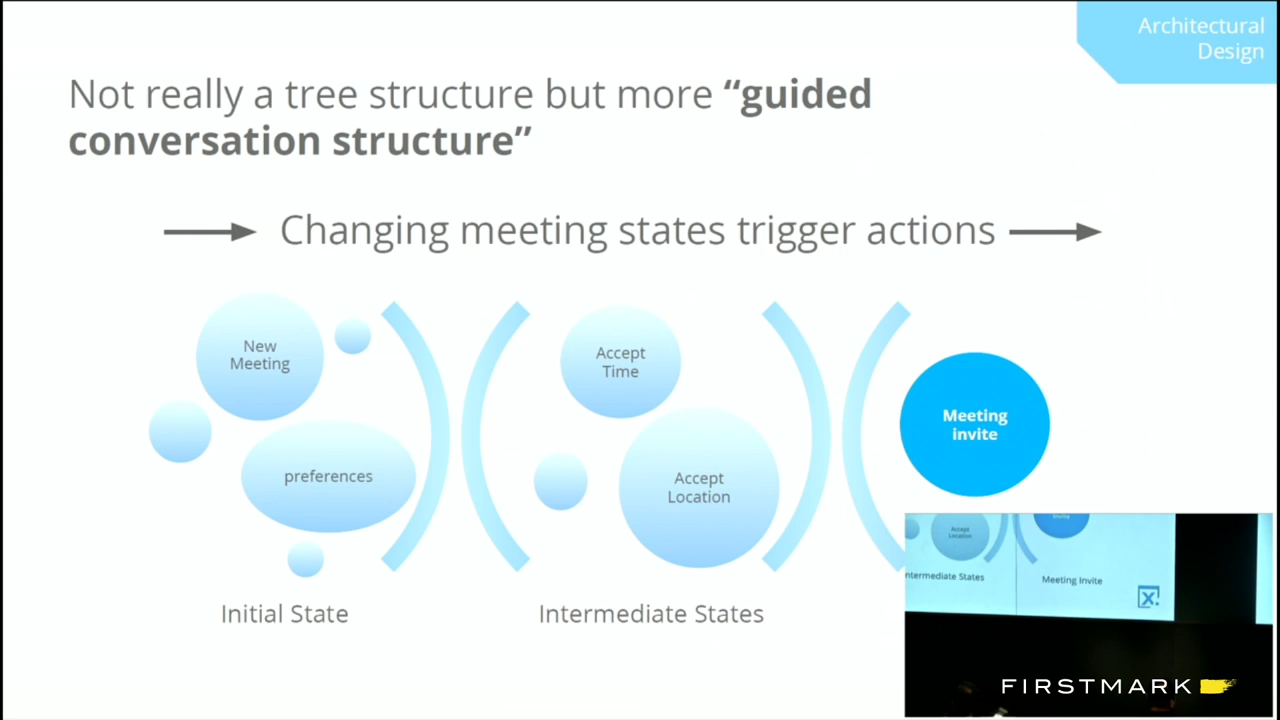 Architectural
Design
Not really a tree structure but more “guided
conversation structure”
Changing meeting states trigger actions
New
Meeting
preferences
Accept
Time
Accept
Location
Meeting
invite
Initial State
Intermediate States
Accept
Location
Invite
ntermediate States
Meeting Invite
X.
FIRSTMARK